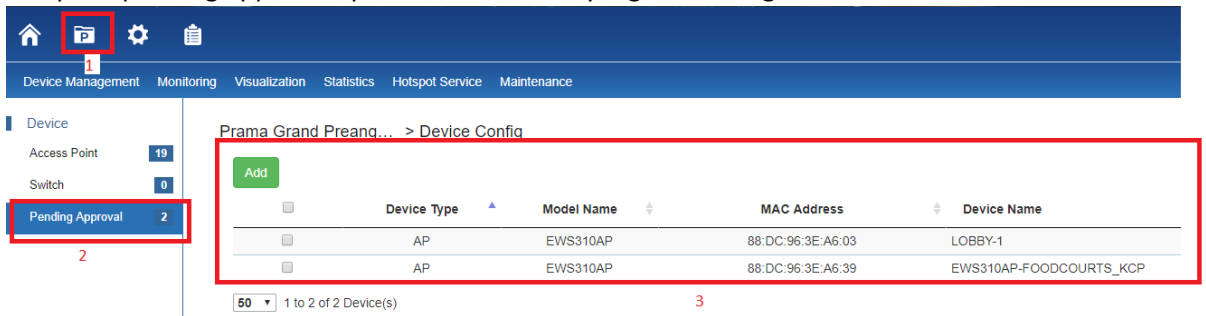 P
1
Device Management Monitoring Visualization Statistics Hotspot Service Maintenance
Device
Access Point 19
Switch 0
Pending Approval 2
2
Prama Grand Preang... > Device Config
Add
Device Type Model Name MAC Address Device Name
AP EWS310AP 88:DC:96:3E:A6:03 LOBBY-1
AP EWS310AP 88:DC:96:3E:A6:39 EWS310AP-FOODCOURTS_KCP
50 1 to 2 of 2 Device(s)
3